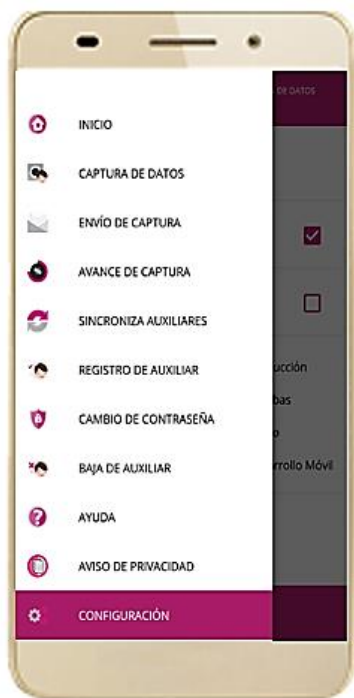 DE DATOS
INICIO
CAPTURA DE DATOS
ENVÍO DE CAPTURA
AVANCE DE CAPTURA
SINCRONIZA AUXILIARES
REGISTRO DE AUXILIAR
ucción
bas
o
CAMBIO DE CONTRASEÑA
rrollo Móvil
BAJA DE AUXILIAR
AYUDA
AVISO DE PRIVACIDAD
CONFIGURACIÓN